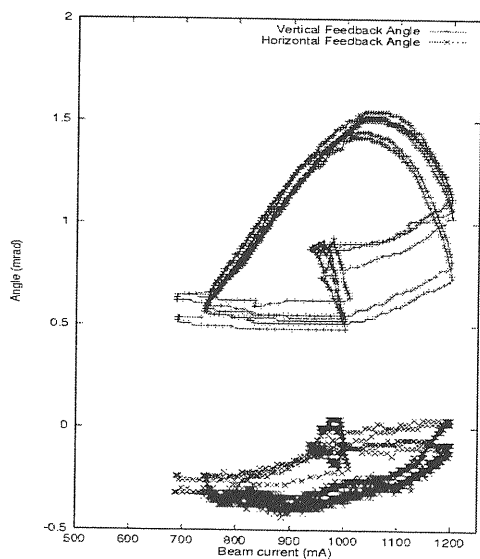 2
Vertical Feedback Angle
Horizontal Feedback Angle
1.5
1
Angle (mrad)
0.5
0
-0.5
500 600 700 800 900 1000 1100 1200
Beam current (mA)